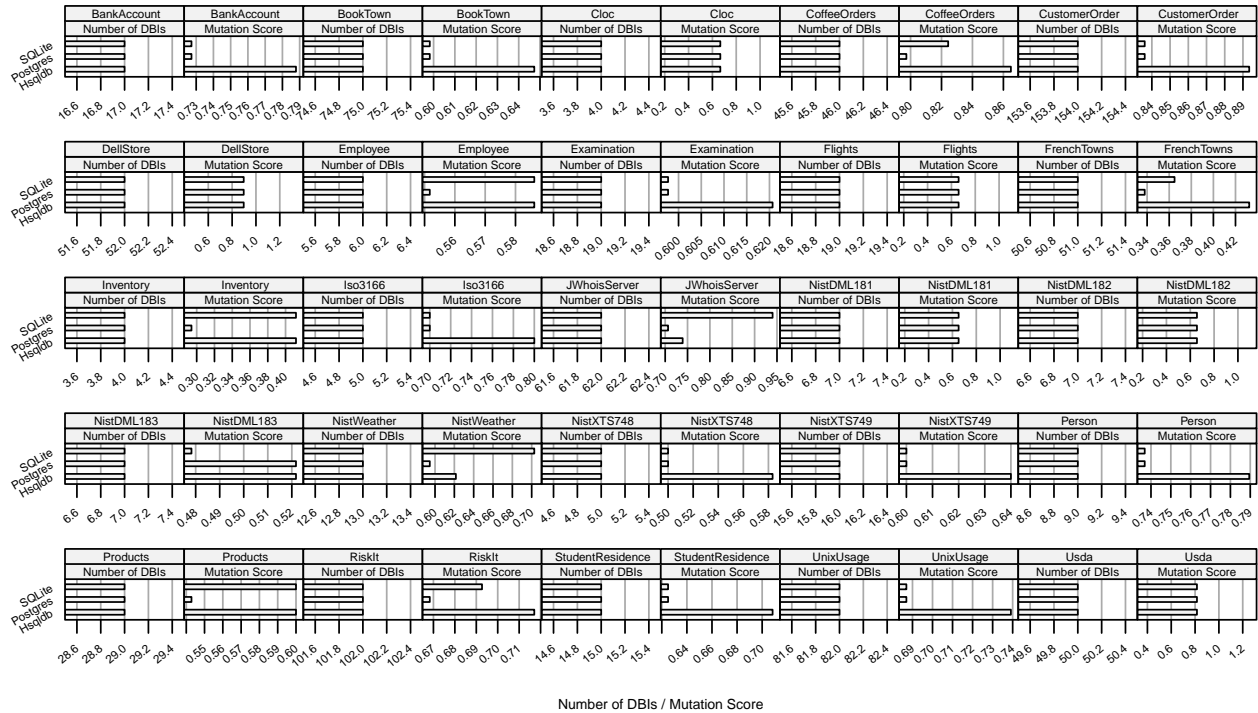 BankAccount BankAccount BookTown BookTown Cloc Cloc CoffeeOrders CoffeeOrders CustomerOrder CustomerOrder
Number of DBIs Mutation Score Number of DBIs Mutation Score Number of DBIs Mutation Score Number of DBIs Mutation Score Number of DBIs Mutation Score
SQLite
Postgres
Hsqldb
16.6 16.8 17.0 17.2 17.4 0.73 0.74 0.75 0.76 0.77 0.78 0.79 74.6 74.8 75.0 75.2 75.4 0.60 0.61 0.62 0.63 0.64 3.6 3.8 4.0 4.2 4.4 0.2 0.4 0.6 0.8 1.0 45.6 45.8 46.0 46.2 46.4 0.80 0.82 0.84 0.86 153.6 153.8 154.0 154.2 154.4 0.84 0.85 0.86 0.87 0.88 0.89
DellStore DellStore Employee Employee Examination Examination Flights Flights FrenchTowns FrenchTowns
Number of DBIs Mutation Score Number of DBIs Mutation Score Number of DBIs Mutation Score Number of DBIs Mutation Score Number of DBIs Mutation Score
SQLite
Postgres
Hsqldb
51.6 51.8 52.0 52.2 52.4 0.6 0.8 1.0 1.2 5.6 5.8 6.0 6.2 6.4 0.56 0.57 0.58 18.6 18.8 19.0 19.2 19.4 0.600 0.605 0.610 0.615 0.620 18.6 18.8 19.0 19.2 19.4 0.2 0.4 0.6 0.8 1.0 50.6 50.8 51.0 51.2 51.4 0.34 0.36 0.38 0.40 0.42
Inventory Inventory Iso3166 Iso3166 JWhoisServer JWhoisServer NistDML181 NistDML181 NistDML182 NistDML182
Number of DBIs Mutation Score Number of DBIs Mutation Score Number of DBIs Mutation Score Number of DBIs Mutation Score Number of DBIs Mutation Score
SQLite
Postgres
Hsqldb
3.6 3.8 4.0 4.2 4.4 0.30 0.32 0.34 0.36 0.38 0.40 4.6 4.8 5.0 5.2 5.4 0.70 0.72 0.74 0.76 0.78 0.80 61.6 61.8 62.0 62.2 62.4 0.70 0.75 0.80 0.85 0.90 0.95 6.6 6.8 7.0 7.2 7.4 0.2 0.4 0.6 0.8 1.0 6.6 6.8 7.0 7.2 7.4 0.2 0.4 0.6 0.8 1.0
NistDML183 NistDML183 NistWeather NistWeather NistXTS748 NistXTS748 NistXTS749 NistXTS749 Person Person
Number of DBIs Mutation Score Number of DBIs Mutation Score Number of DBIs Mutation Score Number of DBIs Mutation Score Number of DBIs Mutation Score
SQLite
Postgres
Hsqldb
6.6 6.8 7.0 7.2 7.4 0.48 0.49 0.50 0.51 0.52 12.6 12.8 13.0 13.2 13.4 0.60 0.62 0.64 0.66 0.68 0.70 4.6 4.8 5.0 5.2 5.4 0.50 0.52 0.54 0.56 0.58 15.6 15.8 16.0 16.2 16.4 0.60 0.61 0.62 0.63 0.64 8.6 8.8 9.0 9.2 9.4 0.74 0.75 0.76 0.77 0.78 0.79
Products Products RiskIt RiskIt StudentResidence StudentResidence UnixUsage UnixUsage Usda Usda
Number of DBIs Mutation Score Number of DBIs Mutation Score Number of DBIs Mutation Score Number of DBIs Mutation Score Number of DBIs Mutation Score
SQLite
Postgres
Hsqldb
28.6 28.8 29.0 29.2 29.4 0.55 0.56 0.57 0.58 0.59 0.60 101.6 101.8 102.0 102.2 102.4 0.67 0.68 0.69 0.70 0.71 14.6 14.8 15.0 15.2 15.4 0.64 0.66 0.68 0.70 81.6 81.8 82.0 82.2 82.4 0.69 0.70 0.71 0.72 0.73 0.74 49.6 49.8 50.0 50.2 50.4 0.4 0.6 0.8 1.0 1.2
Number of DBIs / Mutation Score